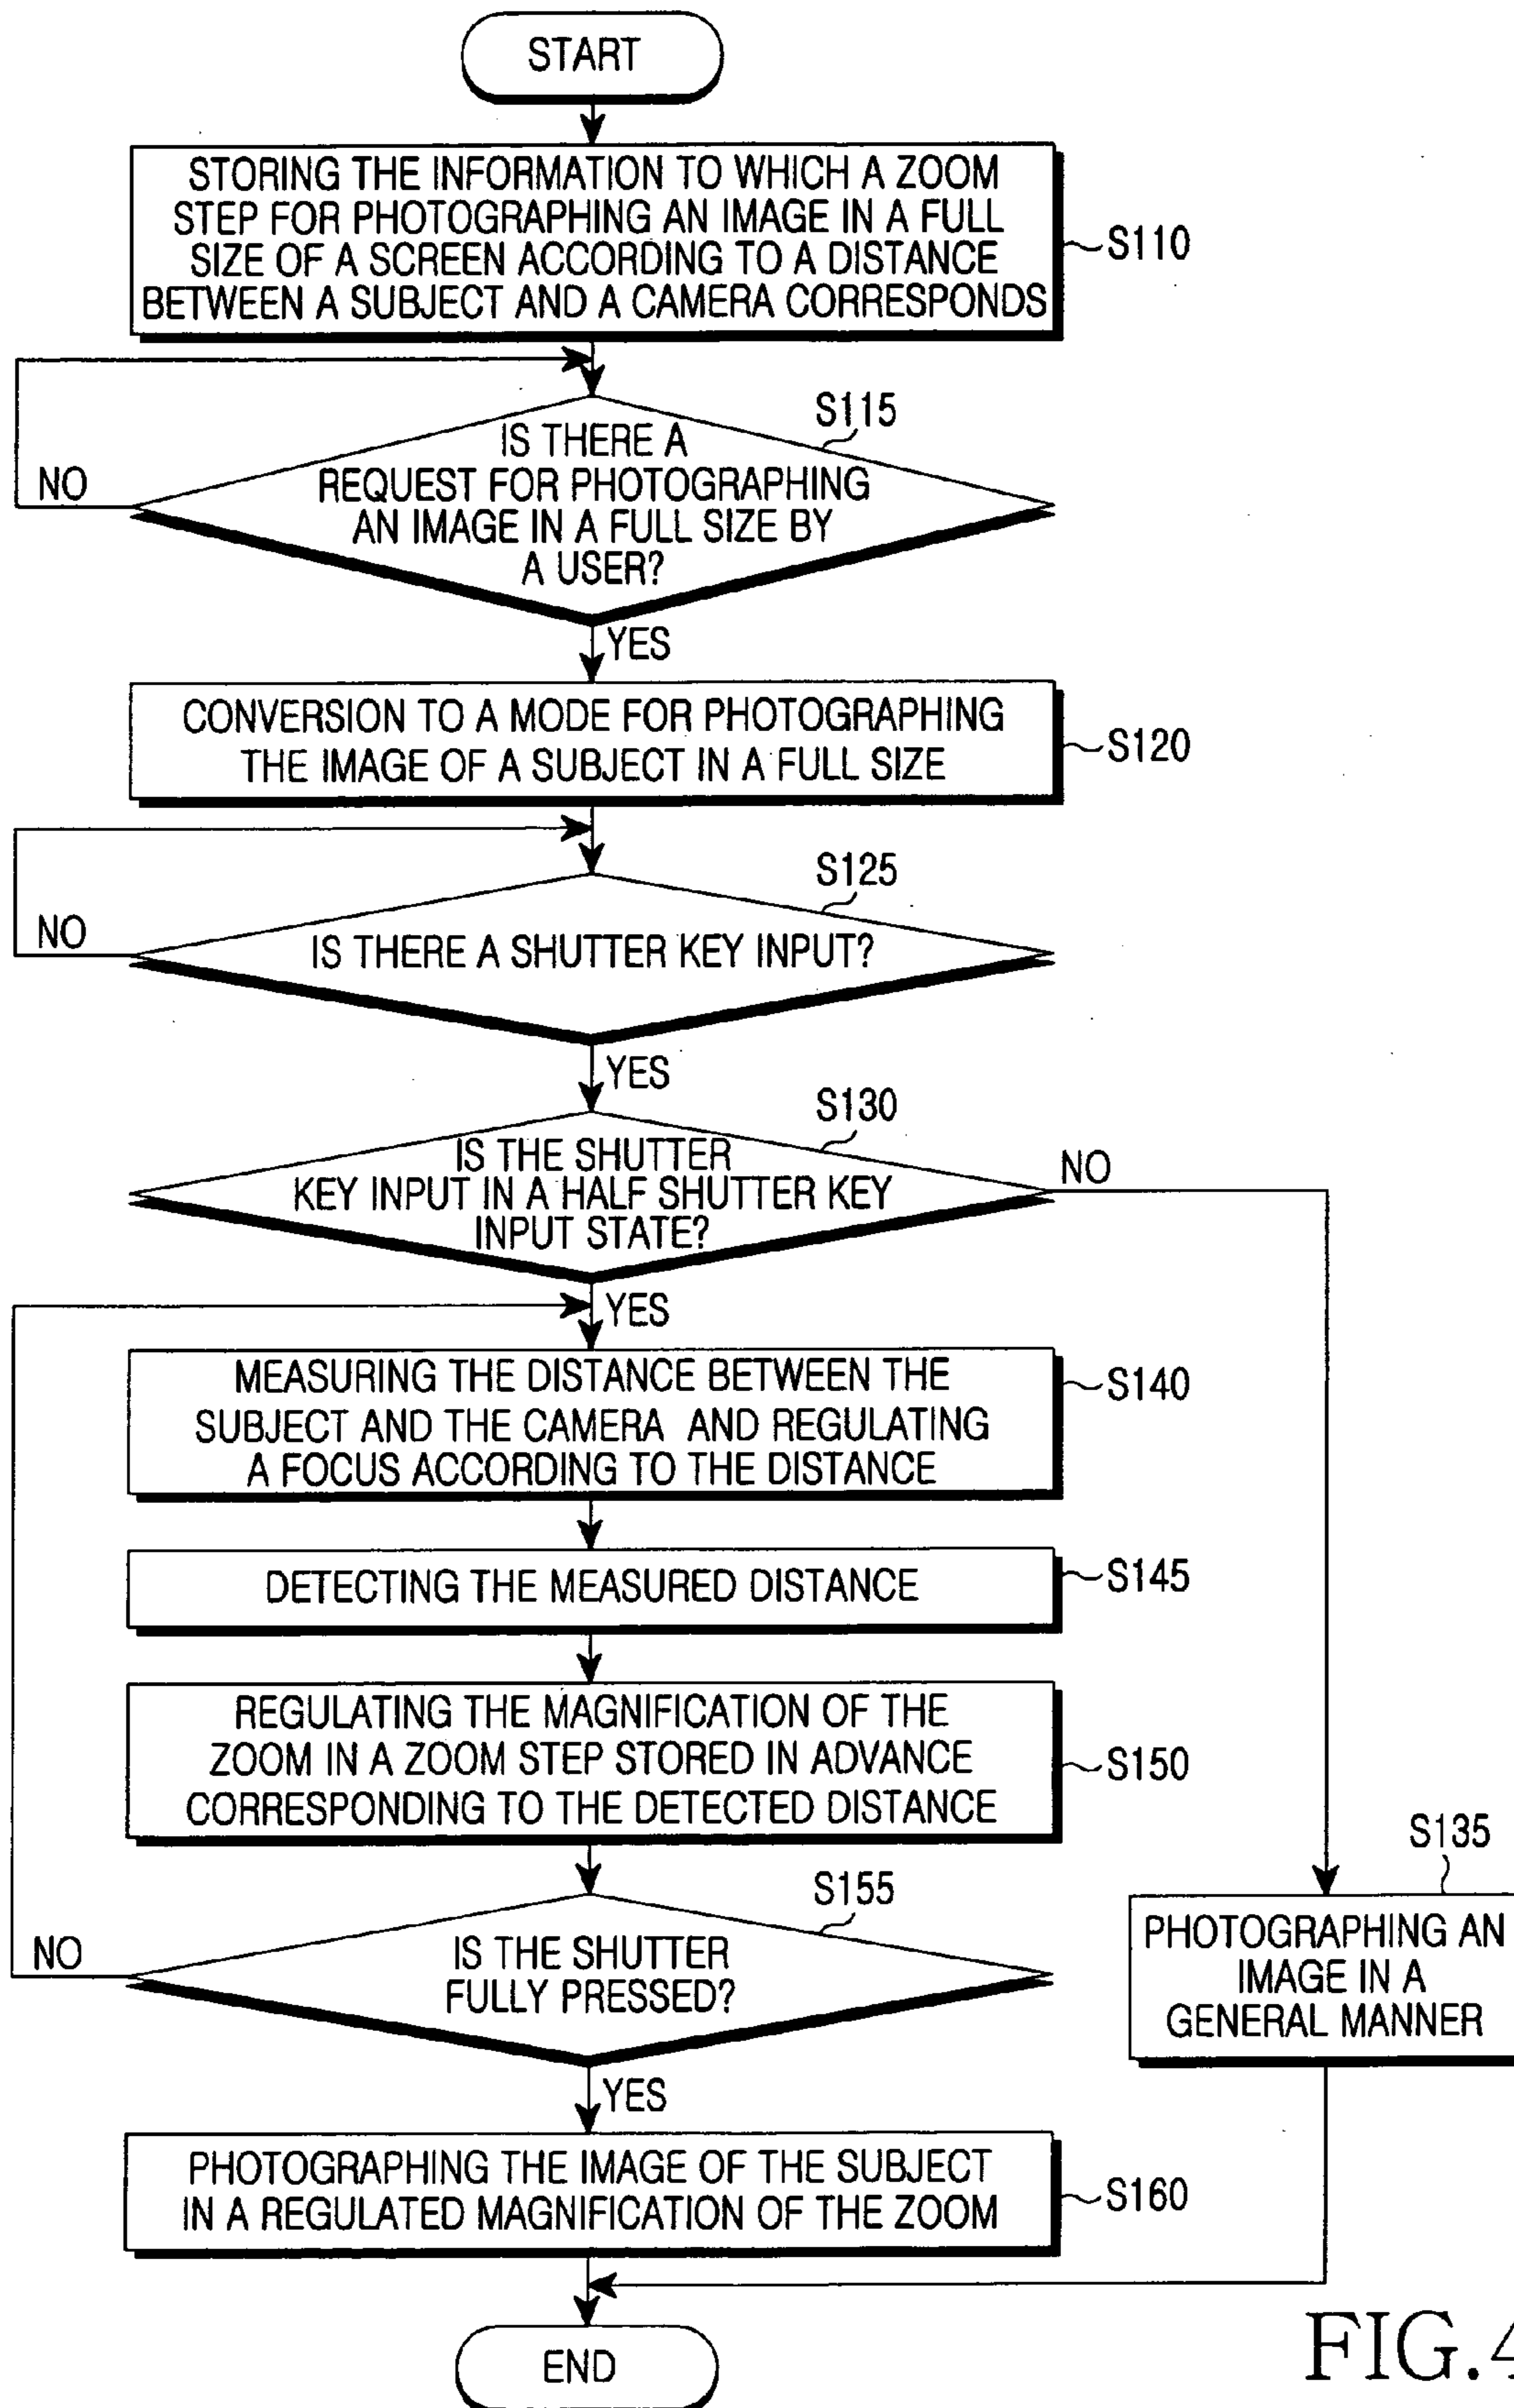 START
STORING THE INFORMATION TO WHICH A ZOOM
STEP FOR PHOTOGRAPHING AN IMAGE IN A FULL
SIZE OF A SCREEN ACCORDING TO A DISTANCE
BETWEEN A SUBJECT AND A CAMERA CORRESPONDS
S110
S115
IS THERE A
REQUEST FOR PHOTOGRAPHING
AN IMAGE IN A FULL SIZE BY
A USER?
NO
YES
CONVERSION TO A MODE FOR PHOTOGRAPHING
THE IMAGE OF A SUBJECT IN A FULL SIZE
S120
S125
IS THERE A SHUTTER KEY INPUT?
NO
YES
S130
IS THE SHUTTER
KEY INPUT IN A HALF SHUTTER KEY
INPUT STATE?
NO
YES
MEASURING THE DISTANCE BETWEEN THE
SUBJECT AND THE CAMERA AND REGULATING
A FOCUS ACCORDING TO THE DISTANCE
S140
DETECTING THE MEASURED DISTANCE
S145
REGULATING THE MAGNIFICATION OF THE
ZOOM IN A ZOOM STEP STORED IN ADVANCE
CORRESPONDING TO THE DETECTED DISTANCE
S150
S155
IS THE SHUTTER
FULLY PRESSED?
NO
YES
S135
PHOTOGRAPHING AN
IMAGE IN A
GENERAL MANNER
PHOTOGRAPHING THE IMAGE OF THE SUBJECT
IN A REGULATED MAGNIFICATION OF THE ZOOM
S160
END
FIG.4